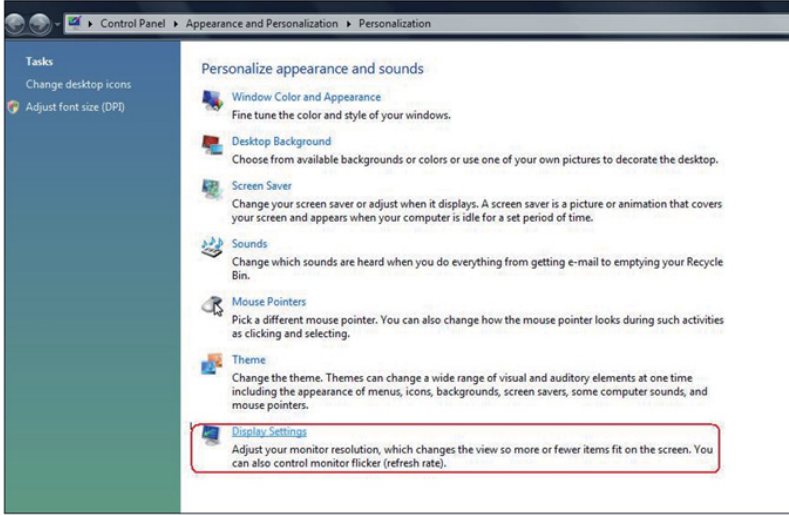 Control Panel ▸ Appearance and Personalization ▸ Personalization
Tasks
Change desktop icons
Adjust font size (DPI)
Personalize appearance and sounds
Window Color and Appearance
Fine tune the color and style of your windows.
Desktop Background
Choose from available backgrounds or colors or use one of your own pictures to decorate the desktop.
Screen Saver
Change your screen saver or adjust when it displays. A screen saver is a picture or animation that covers
your screen and appears when your computer is idle for a set period of time.
Sounds
Change which sounds are heard when you do everything from getting e-mail to emptying your Recycle
Bin.
Mouse Pointers
Pick a different mouse pointer. You can also change how the mouse pointer looks during such activities
as clicking and selecting.
Theme
Change the theme. Themes can change a wide range of visual and auditory elements at one time
including the appearance of menus, icons, backgrounds, screen savers, some computer sounds, and
mouse pointers.
Display Settings
Adjust your monitor resolution, which changes the view so more or fewer items fit on the screen. You
can also control monitor flicker (refresh rate).